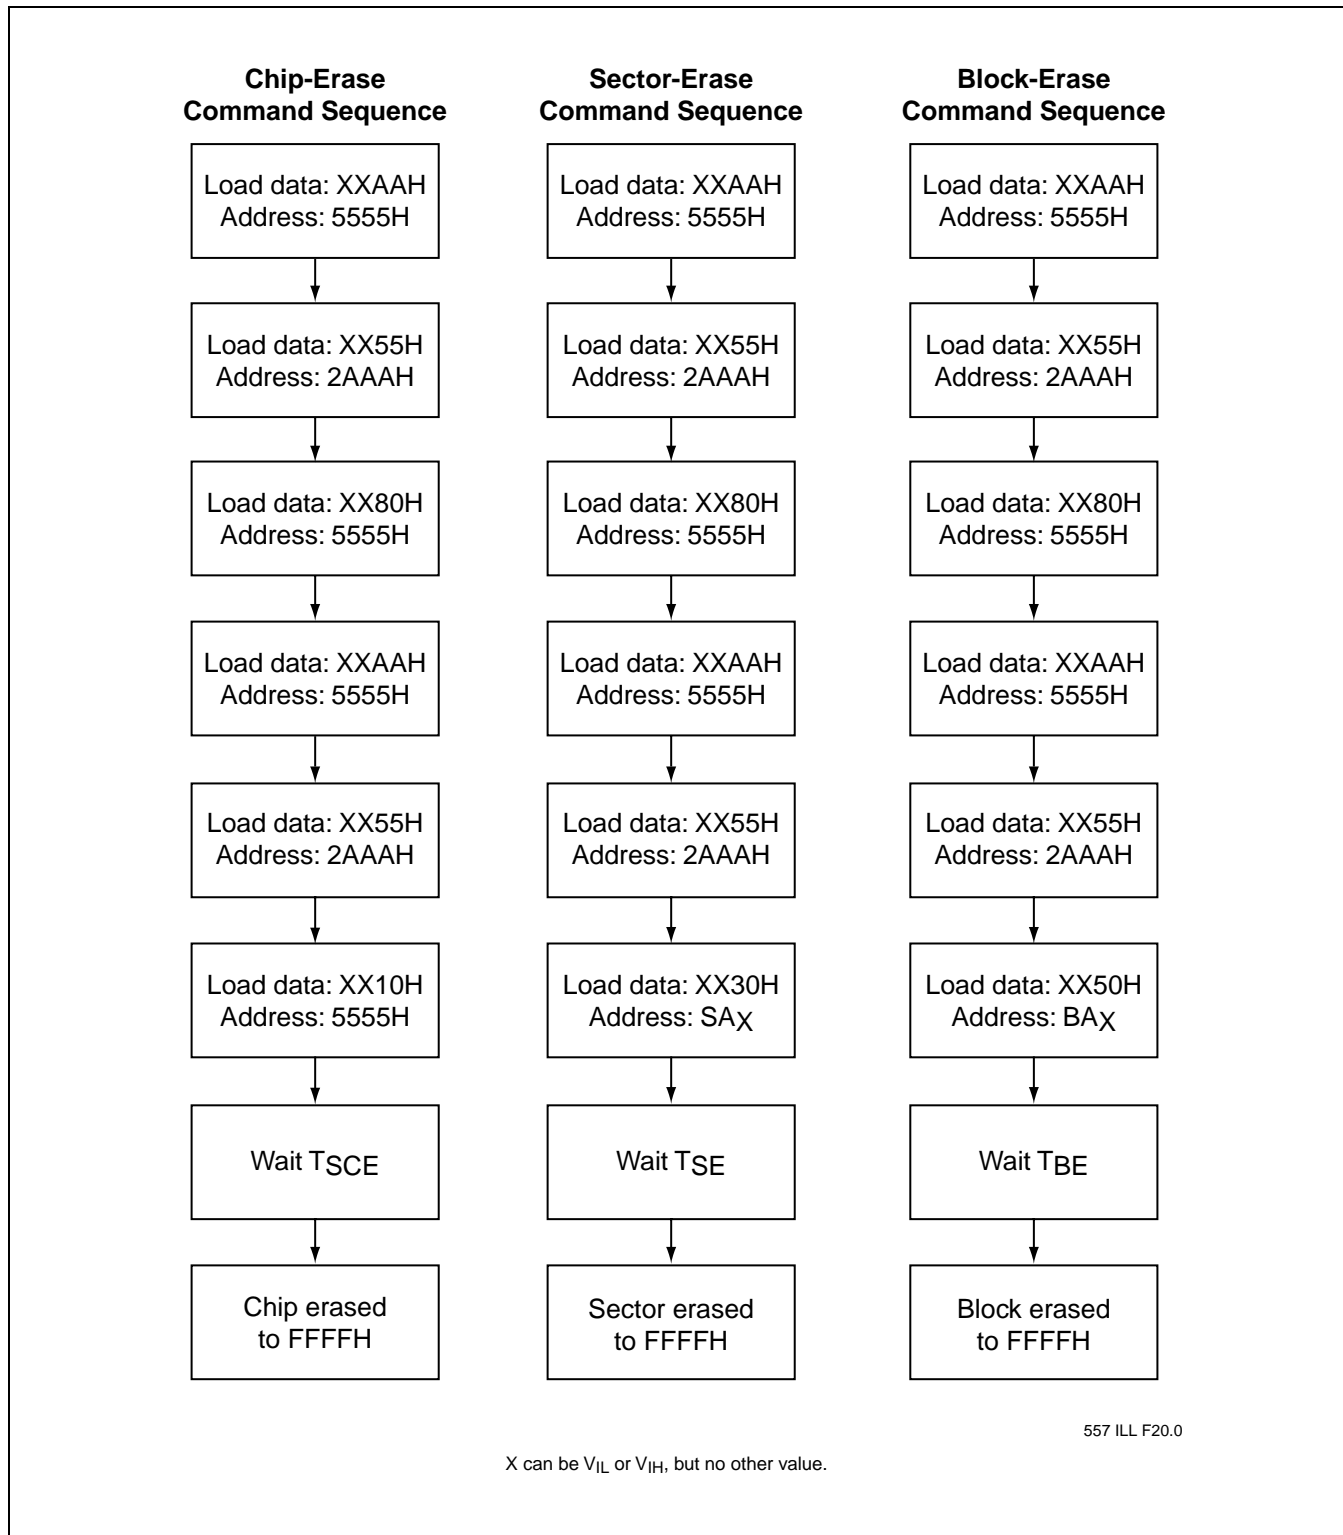 Chip-Erase
Command Sequence
Load data: XXAAH
Address: 5555H
Load data: XX55H
Address: 2AAAH
Load data: XX80H
Address: 5555H
Load data: XXAAH
Address: 5555H
Load data: XX55H
Address: 2AAAH
Load data: XX10H
Address: 5555H
Wait TSCE
Chip erased
to FFFFH
Sector-Erase
Command Sequence
Load data: XXAAH
Address: 5555H
Load data: XX55H
Address: 2AAAH
Load data: XX80H
Address: 5555H
Load data: XXAAH
Address: 5555H
Load data: XX55H
Address: 2AAAH
Load data: XX30H
Address: SAX
Wait TSE
Sector erased
to FFFFH
Block-Erase
Command Sequence
Load data: XXAAH
Address: 5555H
Load data: XX55H
Address: 2AAAH
Load data: XX80H
Address: 5555H
Load data: XXAAH
Address: 5555H
Load data: XX55H
Address: 2AAAH
Load data: XX50H
Address: BAX
Wait TBE
Block erased
to FFFFH
557 ILL F20.0
X can be VIL or VIH, but no other value.